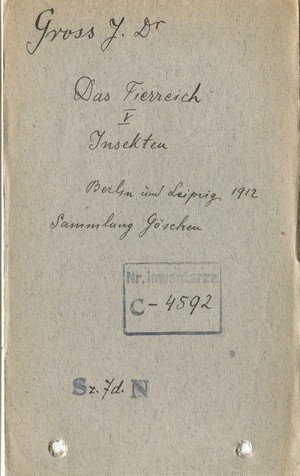 Gross J. Dr
Das Tierreich
V
Insekten
Berlin und Leipzig 1912
Sammlung Göschen
Nr. inwentarza
C-4592
Sz. 7d. N